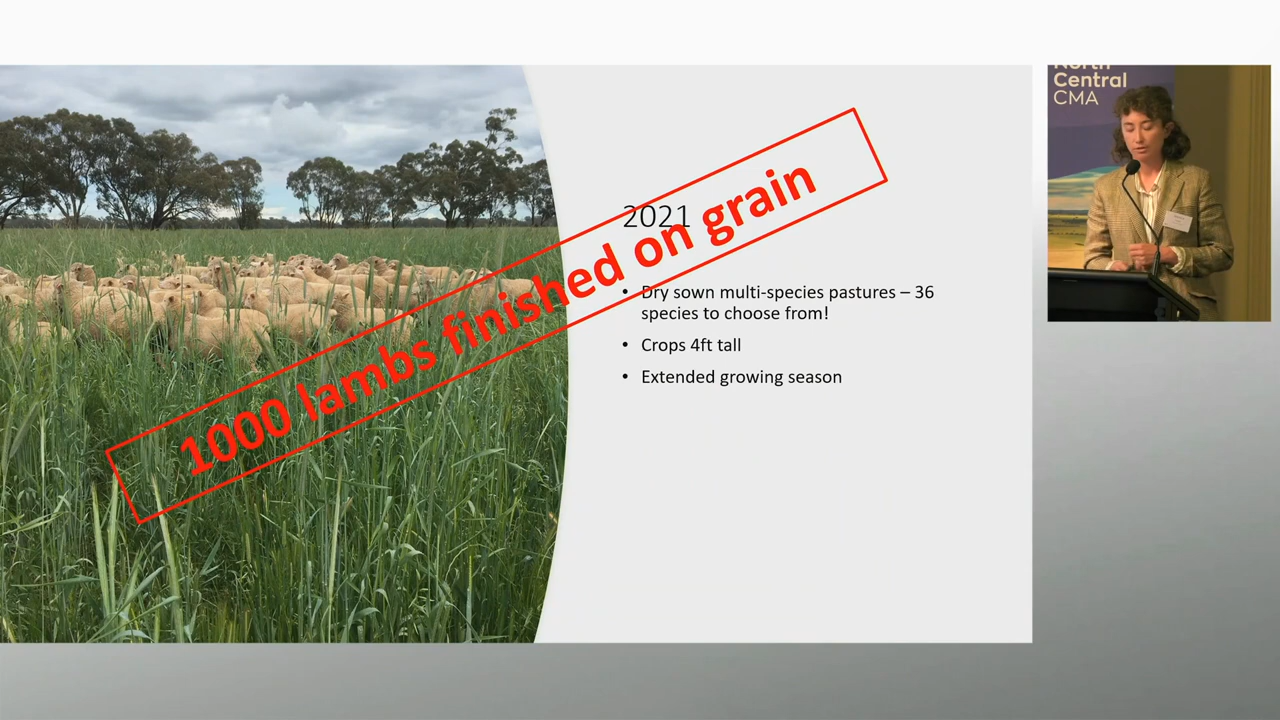 2021
1000 lambs finished on grain
• Dry sown multi-species pastures – 36
species to choose from!
• Crops 4ft tall
• Extended growing season
North
Central
CMA